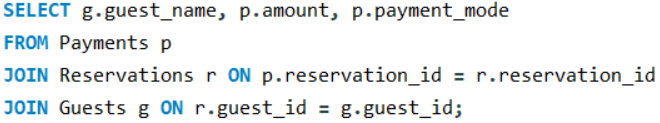 SELECT g.guest_name, p.amount, p.payment_mode
FROM Payments p
JOIN Reservations r ON p.reservation_id = r.reservation_id
JOIN Guests g ON r.guest_id = g.guest_id;